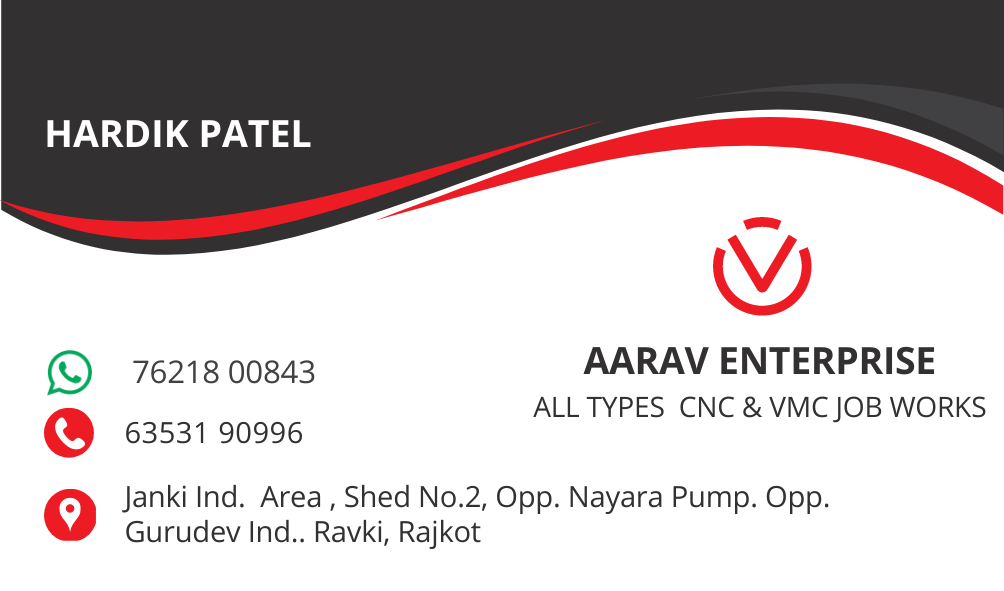 HARDIK PATEL
AARAV ENTERPRISE
ALL TYPES  CNC & VMC JOB WORKS
76218 00843
63531 90996
Janki Ind.  Area , Shed No.2, Opp. Nayara Pump. Opp.
Gurudev Ind.. Ravki, Rajkot